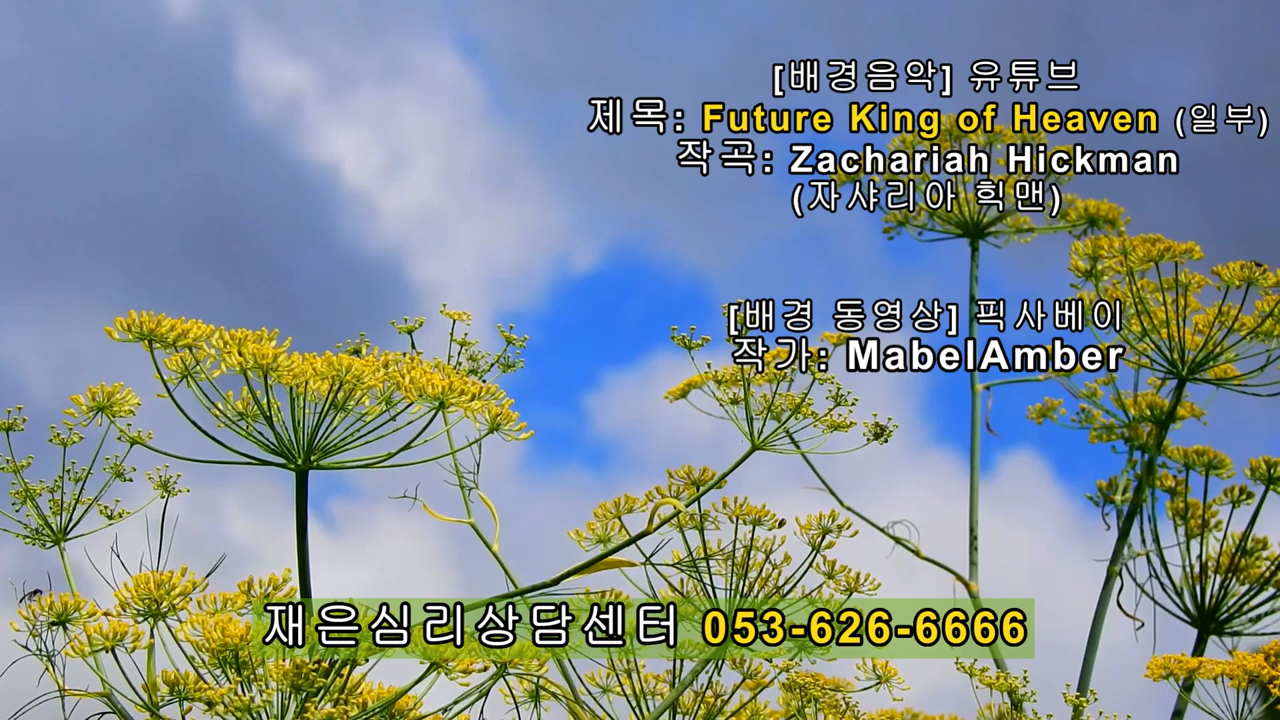 [배경음악] 유튜브
제목: Future King of Heaven (일부)
작곡: Zachariah Hickman
(자샤리아 힉맨)
[배경 동영상] 픽사베이
작가: MabelAmber
재은심리상담센터 053-626-6666